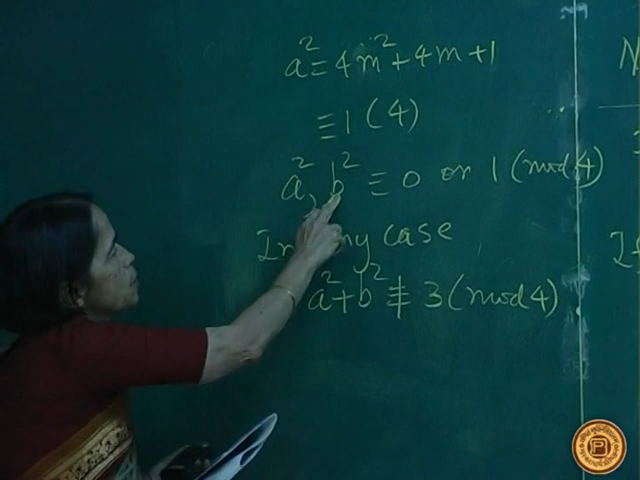 a² = 4m² + 4m + 1
≡ 1 (4)
a², b² ≡ 0 or 1 (mod 4)
In any case
a² + b² ≢ 3 (mod 4)
N